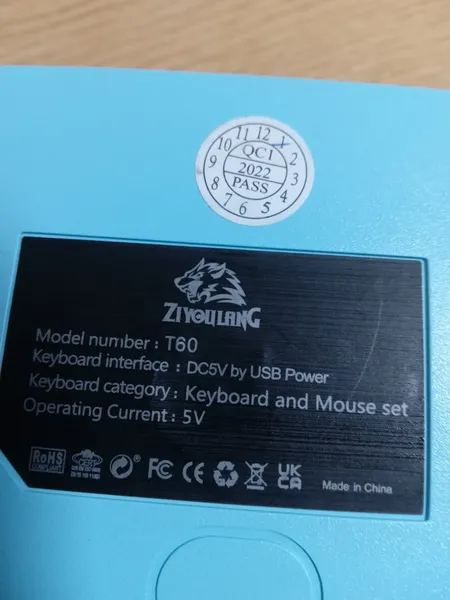 11 12 X 2 3 4 5 6 7 8 9 10
QC1
2022
PASS
ZIYOULANG
Model number : T60
Keyboard interface : DC5V by USB Power
Keyboard category : Keyboard and Mouse set
Operating Current : 5V
RoHS
COMPLIANT
FC CE UK
CA
Made in China